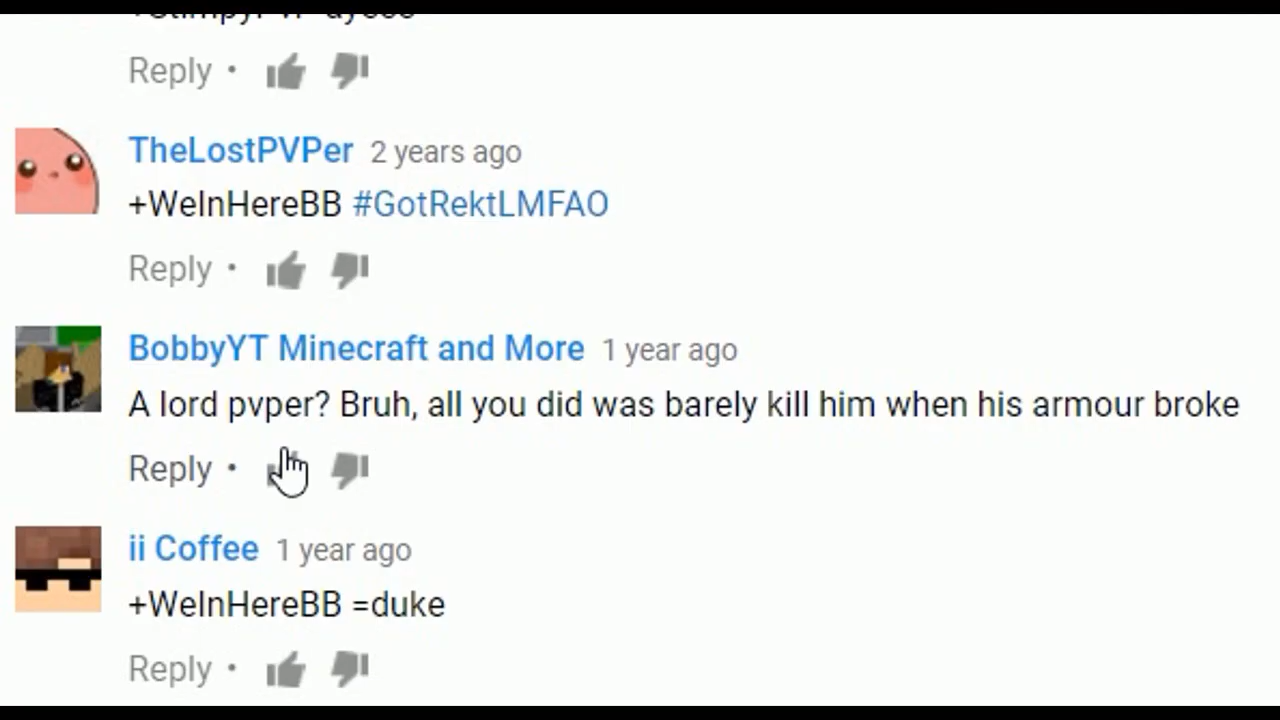 Reply •
TheLostPVPer 2 years ago
+WeInHereBB #GotRektLMFAO
Reply •
BobbyYT Minecraft and More 1 year ago
A lord pvper? Bruh, all you did was barely kill him when his armour broke
Reply •
ii Coffee 1 year ago
+WeInHereBB =duke
Reply •